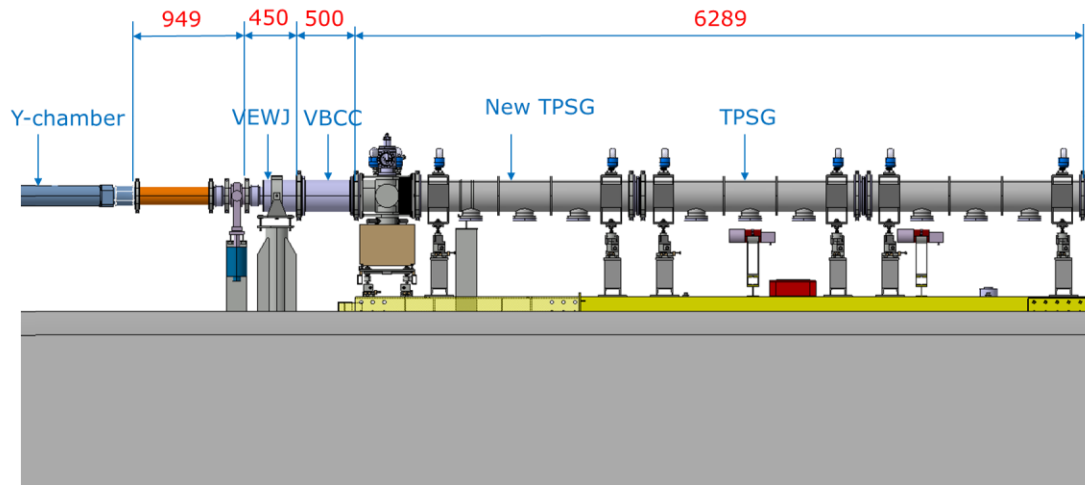 949
450
500
6289
Y-chamber
VEWJ
VBCC
New TPSG
TPSG